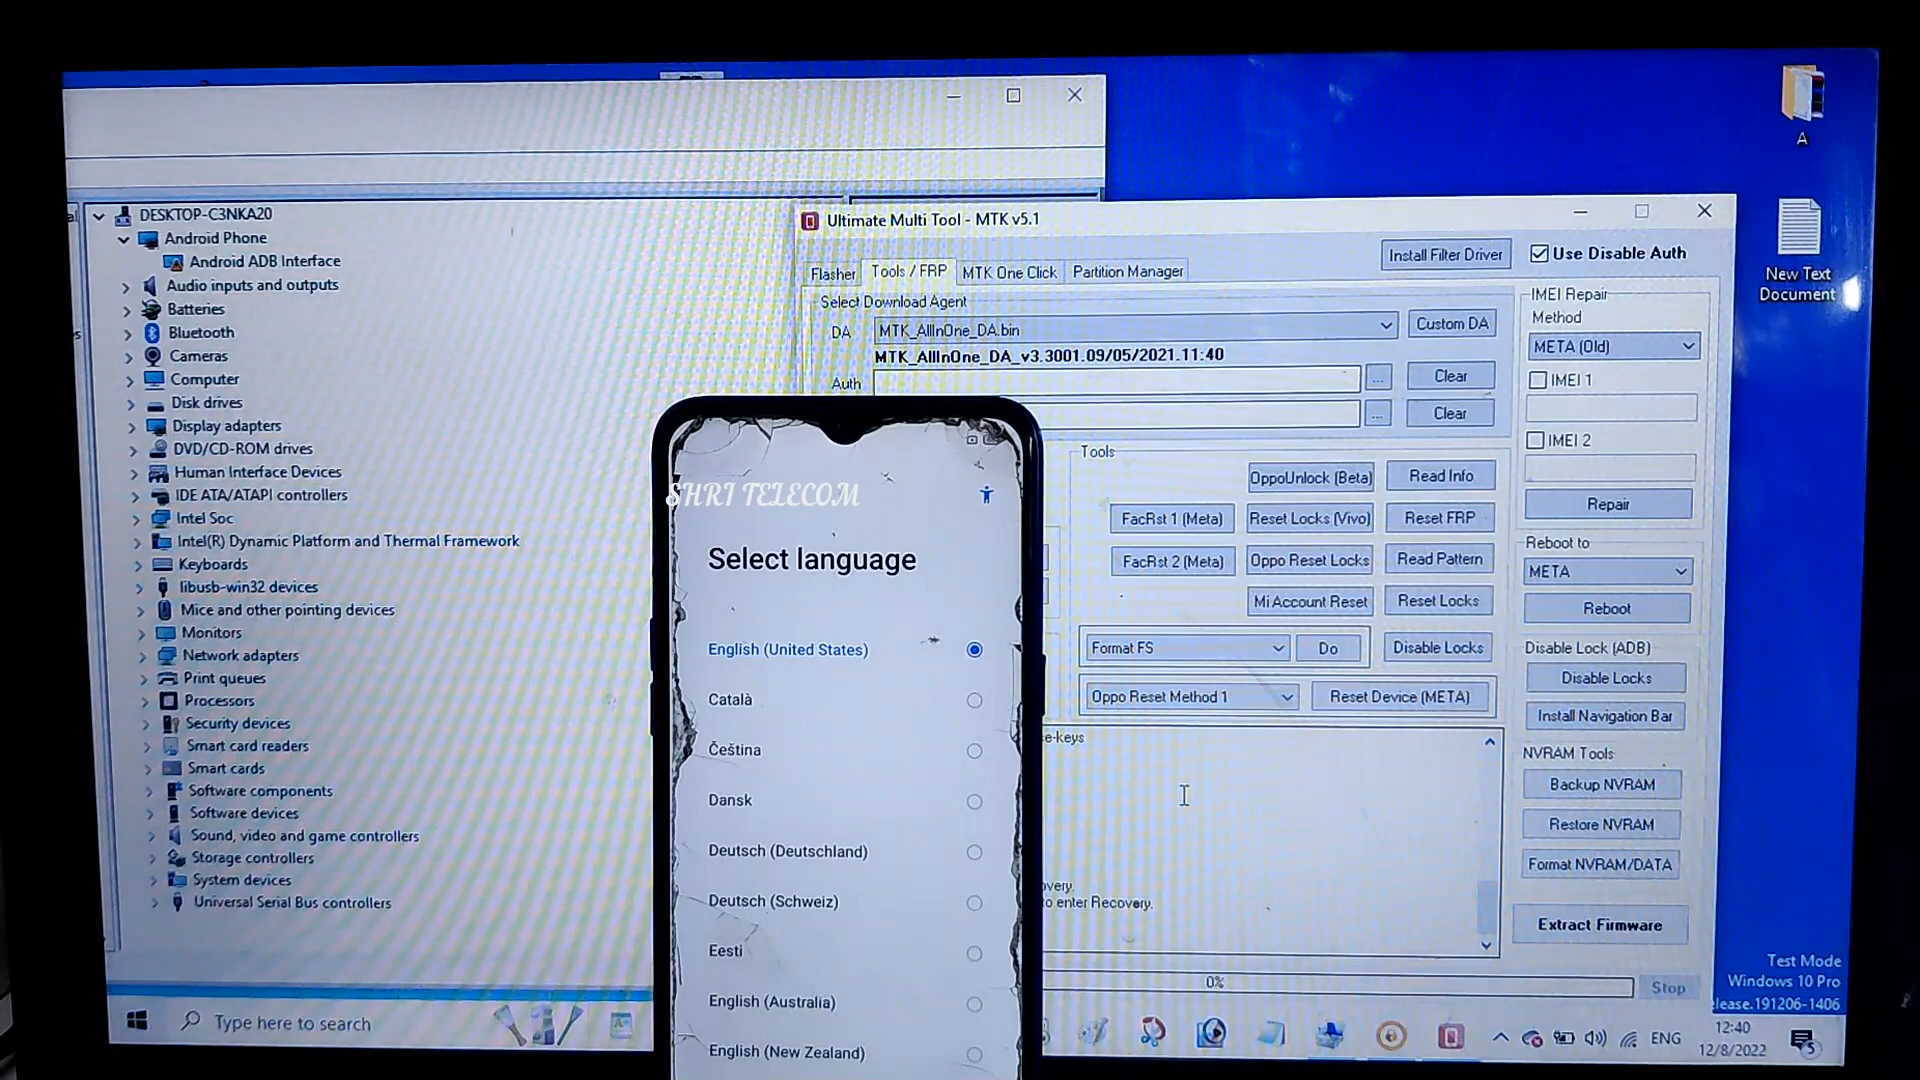 A
New Text
Document
DESKTOP-C3NKA20
Android Phone
Android ADB Interface
Audio inputs and outputs
Batteries
Bluetooth
Cameras
Computer
Disk drives
Display adapters
DVD/CD-ROM drives
Human Interface Devices
IDE ATA/ATAPI controllers
Intel Soc
Intel(R) Dynamic Platform and Thermal Framework
Keyboards
libusb-win32 devices
Mice and other pointing devices
Monitors
Network adapters
Print queues
Processors
Security devices
Smart card readers
Smart cards
Software components
Software devices
Sound, video and game controllers
Storage controllers
System devices
Universal Serial Bus controllers
Ultimate Multi Tool - MTK v5.1
Install Filter Driver
Use Disable Auth
Flasher
Tools / FRP
MTK One Click
Partition Manager
Select Download Agent
DA
MTK_AllInOne_DA.bin
Custom DA
MTK_AllInOne_DA_v3.3001.09/05/2021.11:40
Auth
...
Clear
...
Clear
Tools
OppoUnlock (Beta)
Read Info
FacRst 1 (Meta)
Reset Locks (Vivo)
Reset FRP
FacRst 2 (Meta)
Oppo Reset Locks
Read Pattern
Mi Account Reset
Reset Locks
Format FS
Do
Disable Locks
Oppo Reset Method 1
Reset Device (META)
e-keys
overy.
to enter Recovery.
0%
Stop
IMEI Repair
Method
META (Old)
IMEI 1
IMEI 2
Repair
Reboot to
META
Reboot
Disable Lock (ADB)
Disable Locks
Install Navigation Bar
NVRAM Tools
Backup NVRAM
Restore NVRAM
Format NVRAM/DATA
Extract Firmware
SHRI TELECOM
Select language
English (United States)
Català
Čeština
Dansk
Deutsch (Deutschland)
Deutsch (Schweiz)
Eesti
English (Australia)
English (New Zealand)
Test Mode
Windows 10 Pro
elease.191206-1406
Type here to search
ENG
12:40
12/8/2022
5